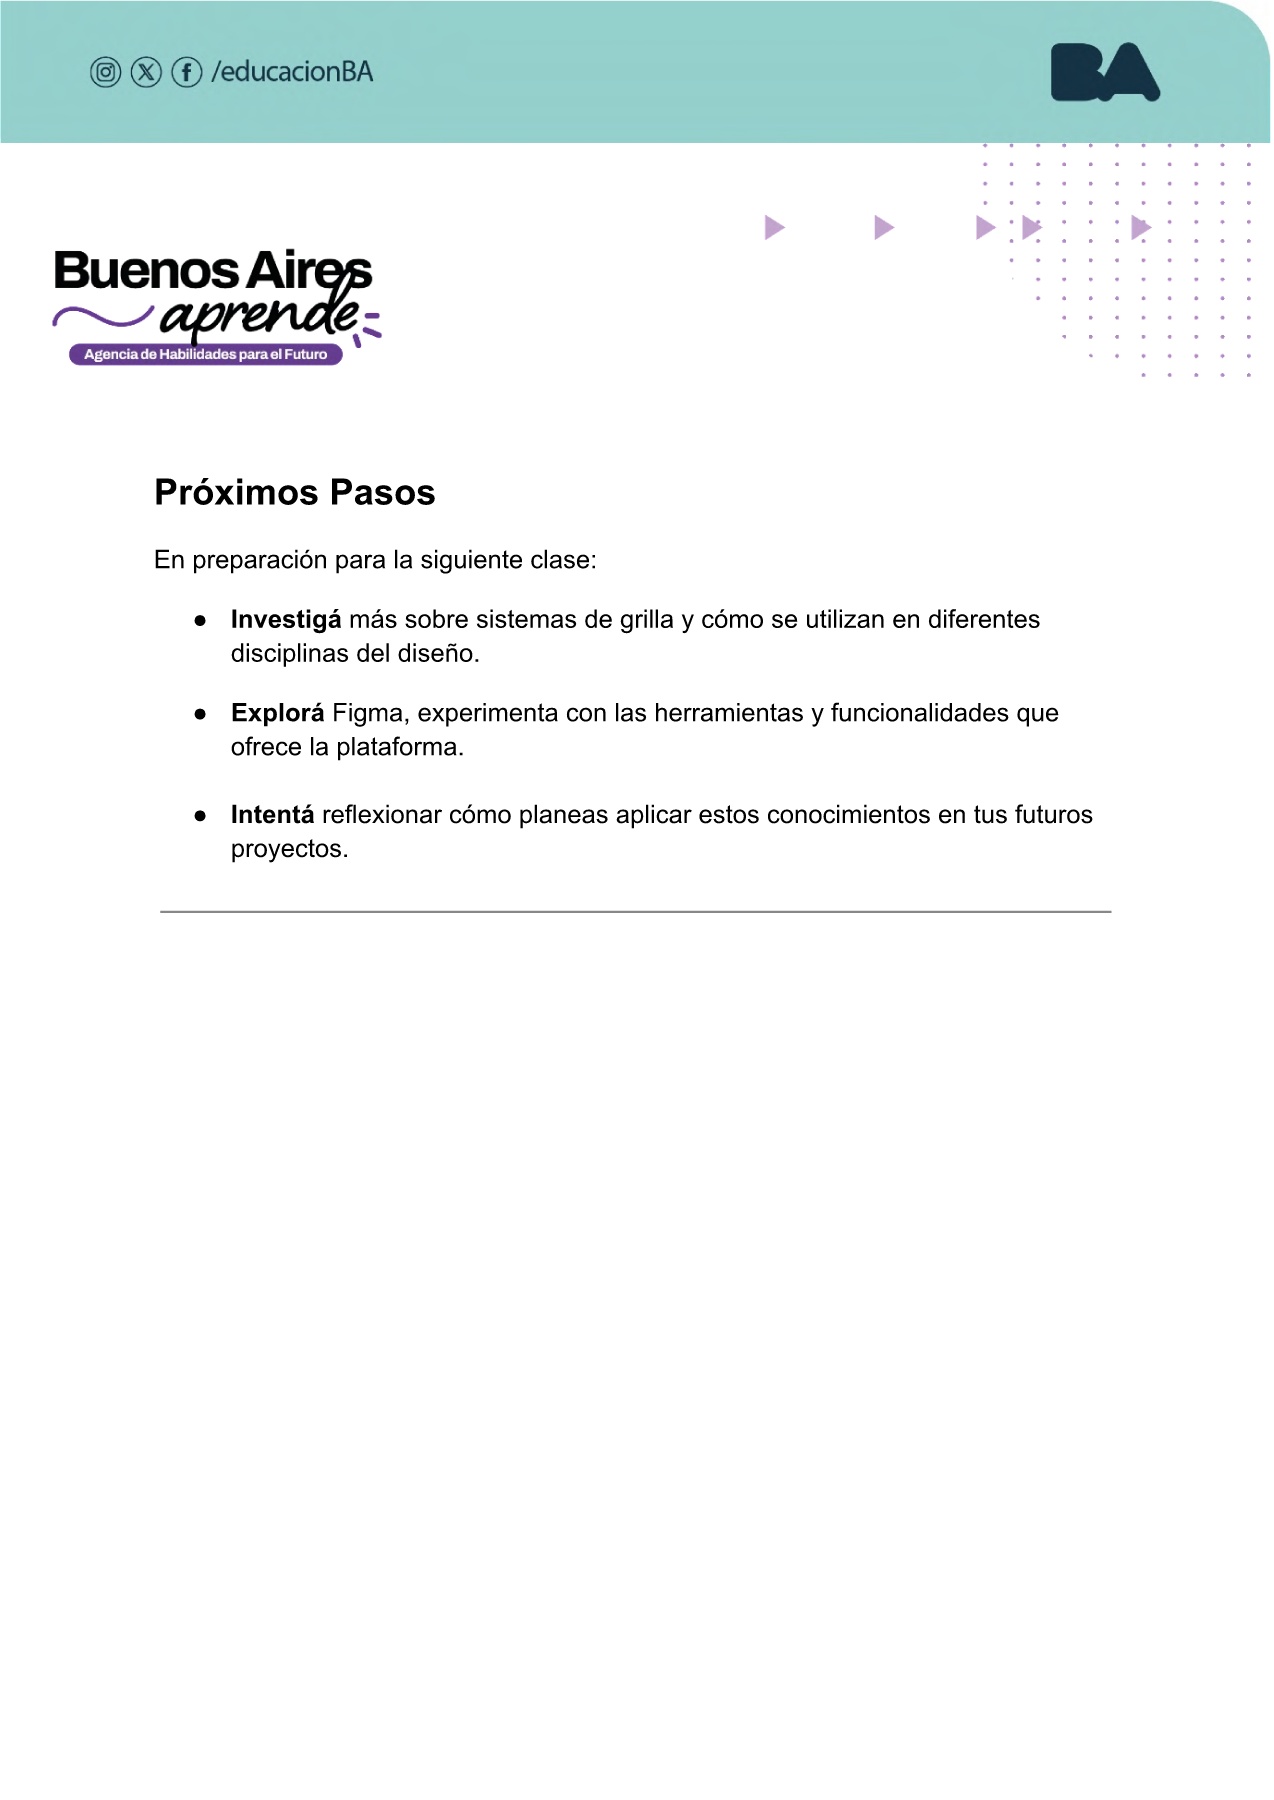 /educacionBA
BA
Buenos Aires
aprende
Agencia de Habilidades para el Futuro
Próximos Pasos
En preparación para la siguiente clase:
● Investigá más sobre sistemas de grilla y cómo se utilizan en diferentes
disciplinas del diseño.
● Explorá Figma, experimenta con las herramientas y funcionalidades que
ofrece la plataforma.
● Intentá reflexionar cómo planeas aplicar estos conocimientos en tus futuros
proyectos.